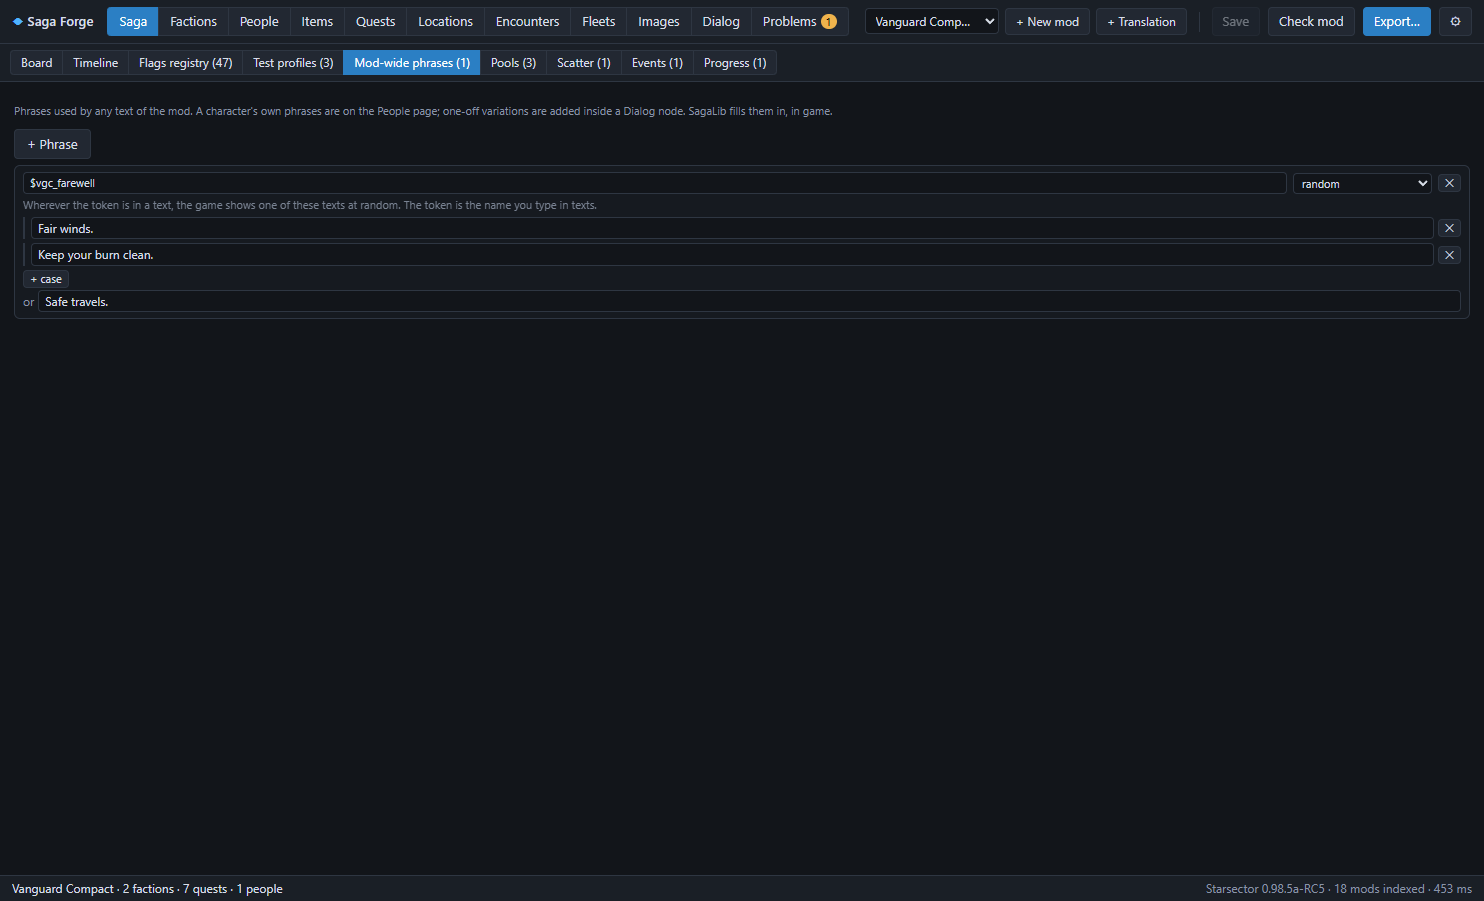 Saga Forge Saga Factions People Items Quests Locations Encounters Fleets Images Dialog Problems 1 Vanguard Comp... + New mod + Translation Save Check mod Export...
Board Timeline Flags registry (47) Test profiles (3) Mod-wide phrases (1) Pools (3) Scatter (1) Events (1) Progress (1)
Phrases used by any text of the mod. A character's own phrases are on the People page; one-off variations are added inside a Dialog node. SagaLib fills them in, in game.
+ Phrase
$vgc_farewell random
Wherever the token is in a text, the game shows one of these texts at random. The token is the name you type in texts.
Fair winds.
Keep your burn clean.
+ case
or Safe travels.
Vanguard Compact · 2 factions · 7 quests · 1 people Starsector 0.98.5a-RC5 · 18 mods indexed · 453 ms